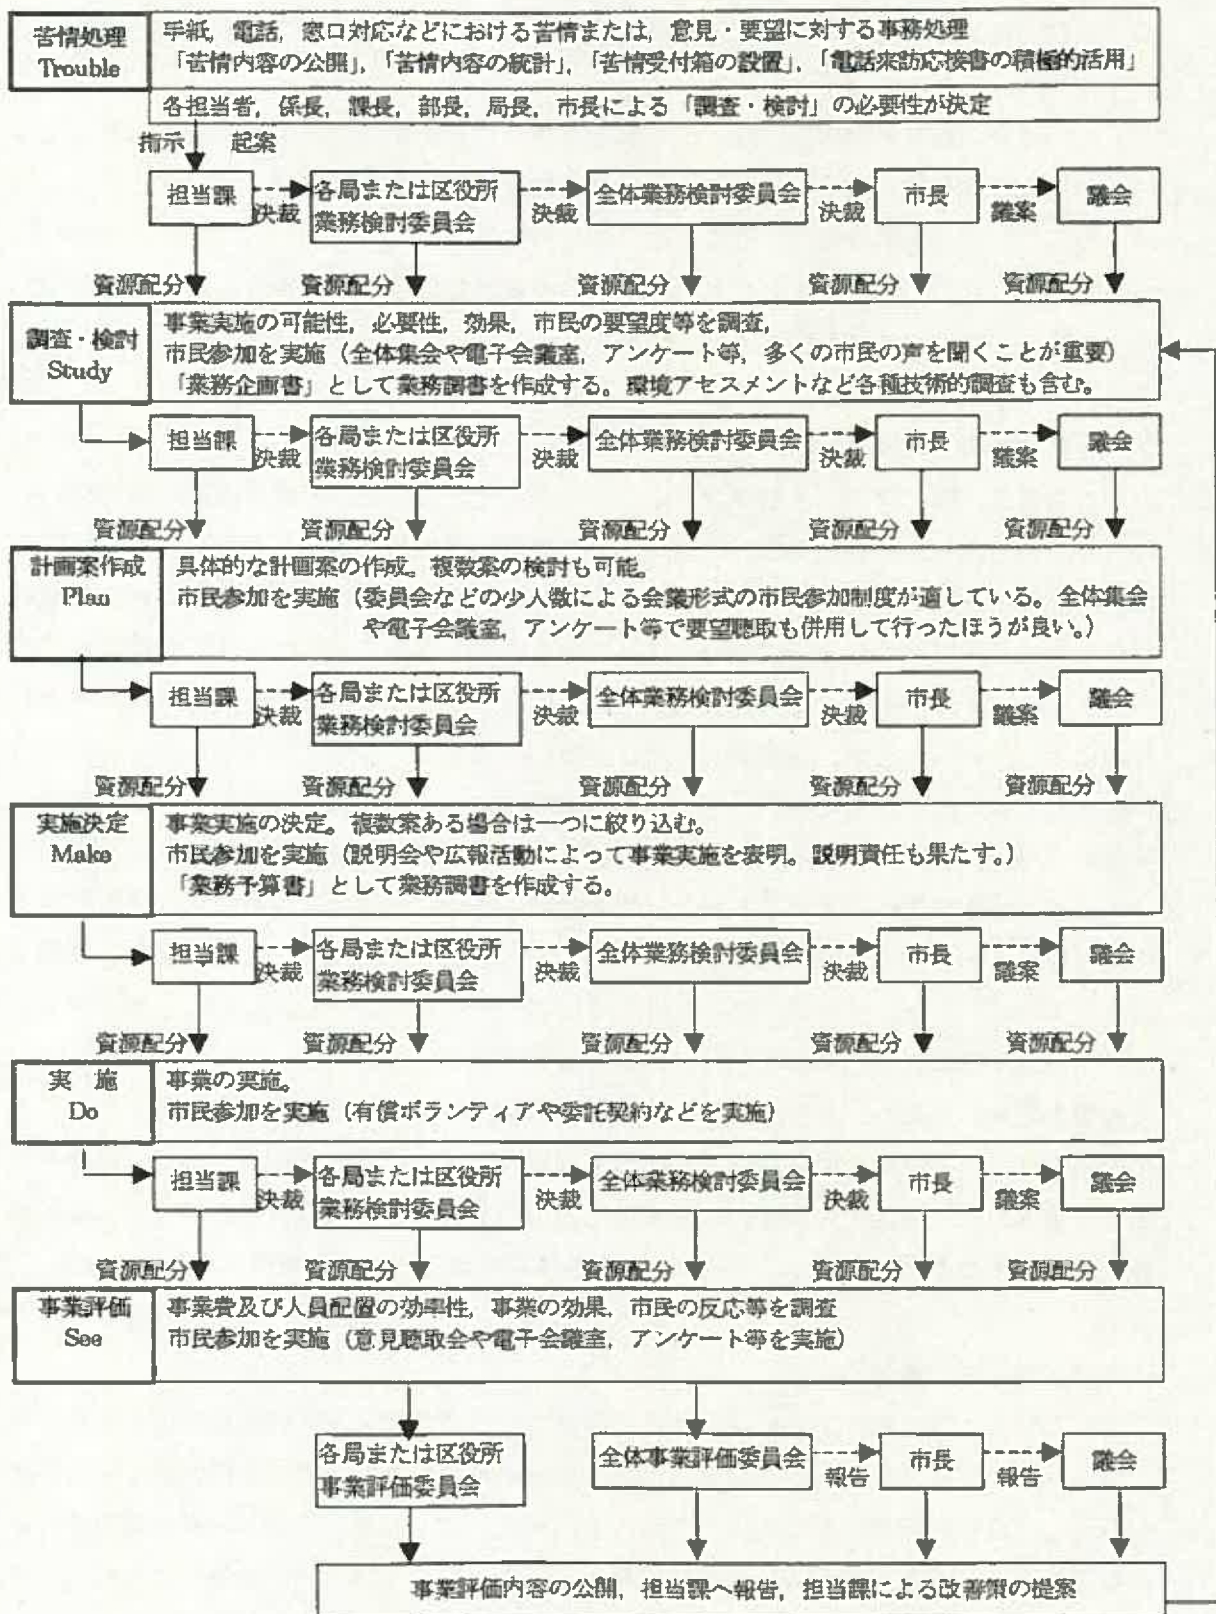 苦情処理
Trouble
手紙，電話，窓口対応などにおける苦情または，意見・要望に対する事務処理
「苦情内容の公開」，「苦情内容の統計」，「苦情受付箱の設置」，「電話来訪応接書の積極的活用」
各担当者，係長，課長，部長，局長，市長による「調査・検討」の必要性が決定
指示 起案
担当課 決裁 各局または区役所 決裁 全体業務検討委員会 決裁 市長 議案 議会
業務検討委員会
資源配分 資源配分 資源配分 資源配分 資源配分
調査・検討
Study
事業実施の可能性，必要性，効果，市民の要望度等を調査，
市民参加を実施（全体集会や電子会議室，アンケート等，多くの市民の声を聞くことが重要）
「業務企画書」として業務調書を作成する。環境アセスメントなど各種技術的調査も含む。
担当課 決裁 各局または区役所 決裁 全体業務検討委員会 決裁 市長 議案 議会
業務検討委員会
資源配分 資源配分 資源配分 資源配分 資源配分
計画案作成
Plan
具体的な計画案の作成。複数案の検討も可能。
市民参加を実施（委員会などの少人数による会議形式の市民参加制度が適している。全体集会
や電子会議室，アンケート等で要望聴取も併用して行ったほうが良い。）
担当課 決裁 各局または区役所 決裁 全体業務検討委員会 決裁 市長 議案 議会
業務検討委員会
資源配分 資源配分 資源配分 資源配分 資源配分
実施決定
Make
事業実施の決定。複数案ある場合は一つに絞り込む。
市民参加を実施（説明会や広報活動によって事業実施を表明。説明責任も果たす。）
「業務予算書」として業務調書を作成する。
担当課 決裁 各局または区役所 決裁 全体業務検討委員会 決裁 市長 議案 議会
業務検討委員会
資源配分 資源配分 資源配分 資源配分 資源配分
実 施
Do
事業の実施。
市民参加を実施（有償ボランティアや委託契約などを実施）
担当課 決裁 各局または区役所 決裁 全体業務検討委員会 決裁 市長 議案 議会
業務検討委員会
資源配分 資源配分 資源配分 資源配分 資源配分
事業評価
See
事業費及び人員配置の効率性，事業の効果，市民の反応等を調査
市民参加を実施（意見聴取会や電子会議室，アンケート等を実施）
各局または区役所 全体事業評価委員会 報告 市長 報告 議会
事業評価委員会
事業評価内容の公開，担当課へ報告，担当課による改善策の提案